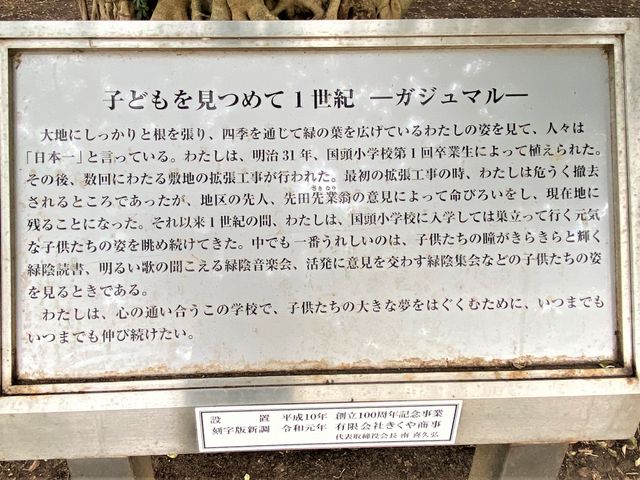 子どもを見つめて1世紀 ―ガジュマル―
大地にしっかりと根を張り、四季を通じて緑の葉を広げているわたしの姿を見て、人々は
「日本一」と言っている。わたしは、明治31年、国頭小学校第1回卒業生によって植えられた。
その後、数回にわたる敷地の拡張工事が行われた。最初の拡張工事の時、わたしは危うく撤去
されるところであったが、地区の先人、先田先業翁の意見によって命びろいをし、現在地に
残ることになった。それ以来1世紀の間、わたしは、国頭小学校に入学しては巣立って行く元気
な子供たちの姿を眺め続けてきた。中でも一番うれしいのは、子供たちの瞳がきらきらと輝く
緑陰読書、明るい歌の聞こえる緑陰音楽会、活発に意見を交わす緑陰集会などの子供たちの姿
を見るときである。
わたしは、心の通い合うこの学校で、子供たちの大きな夢をはぐくむために、いつまでも
いつまでも伸び続けたい。
設置 平成10年 創立100周年記念事業
刻字版新調 令和元年 有限会社きくや商事
代表取締役会長 南 喜久弘